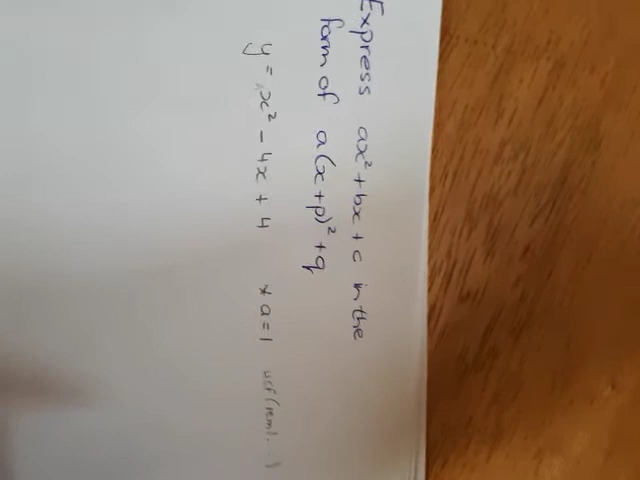 Express ax² + bx + c in the
form of a(x+p)² + q
y = x² - 4x + 4 * a = 1